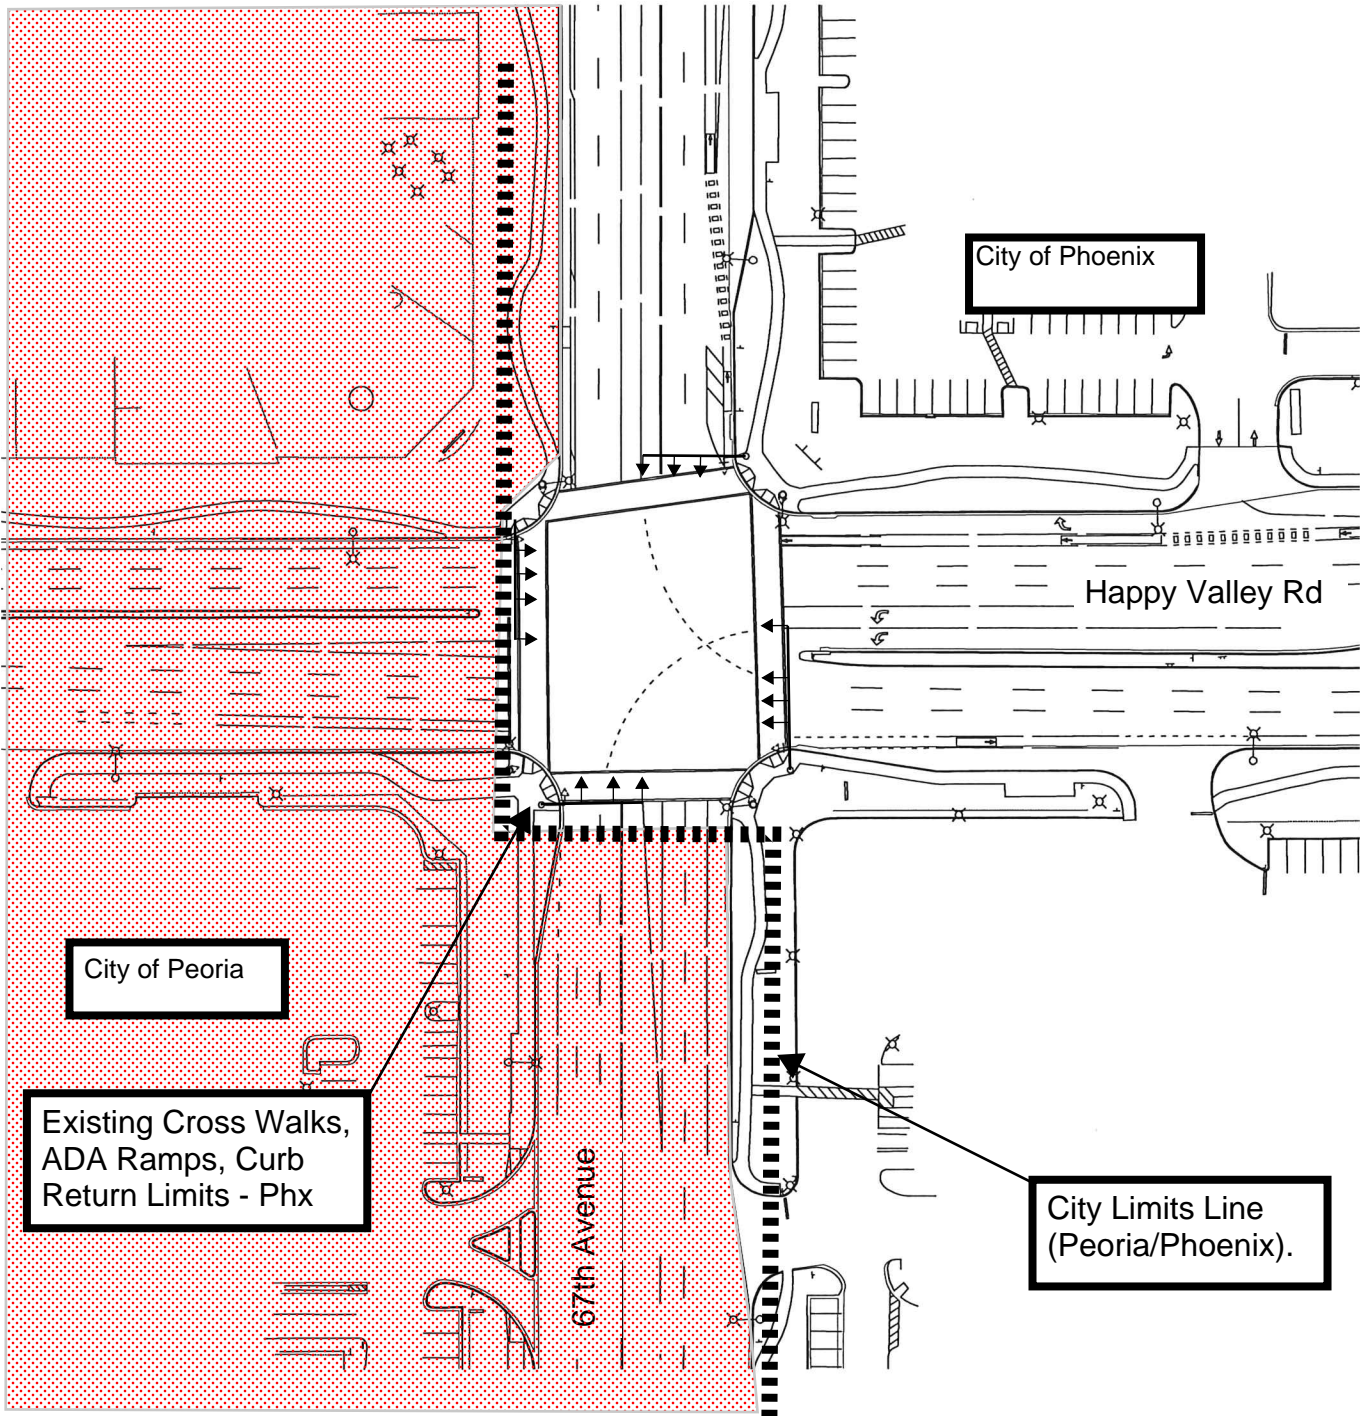 City of Phoenix
Happy Valley Rd
City of Peoria
Existing Cross Walks,
ADA Ramps, Curb
Return Limits - Phx
67th Avenue
City Limits Line
(Peoria/Phoenix).